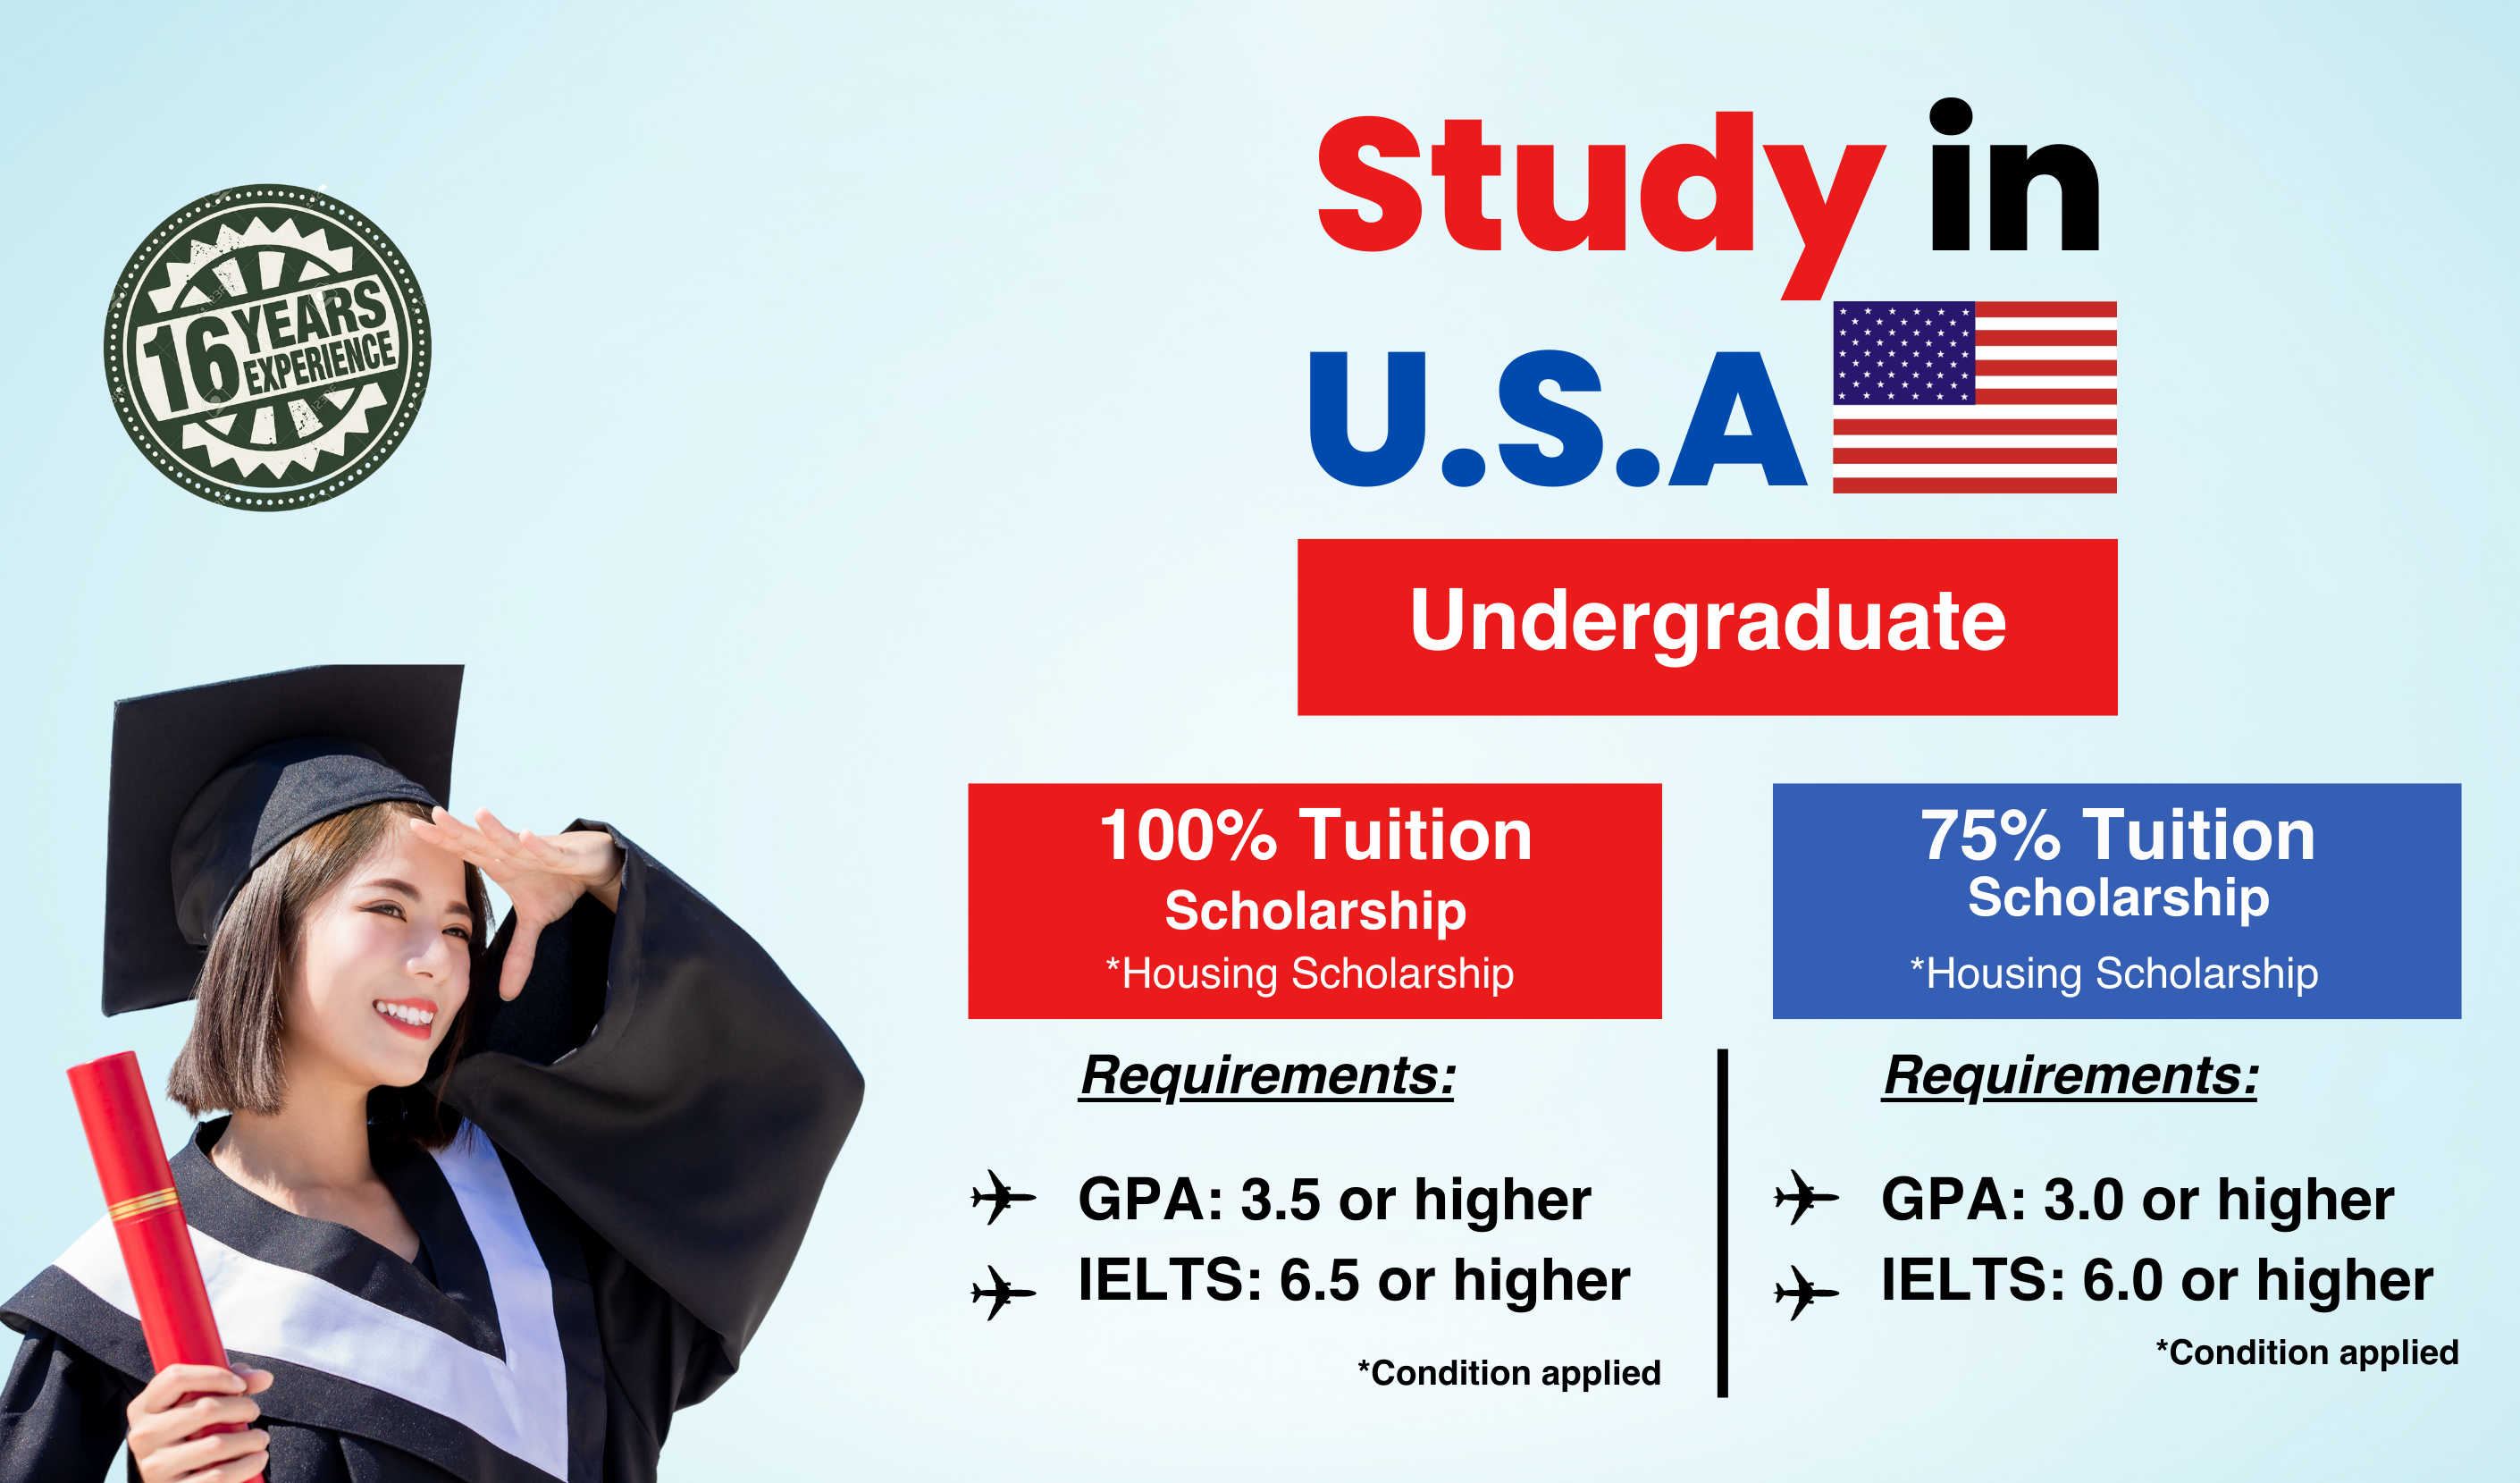 16 YEARS
EXPERIENCE
Study in
U.S.A
Undergraduate
100% Tuition
Scholarship
*Housing Scholarship
Requirements:
GPA: 3.5 or higher
IELTS: 6.5 or higher
*Condition applied
75% Tuition
Scholarship
*Housing Scholarship
Requirements:
GPA: 3.0 or higher
IELTS: 6.0 or higher
*Condition applied